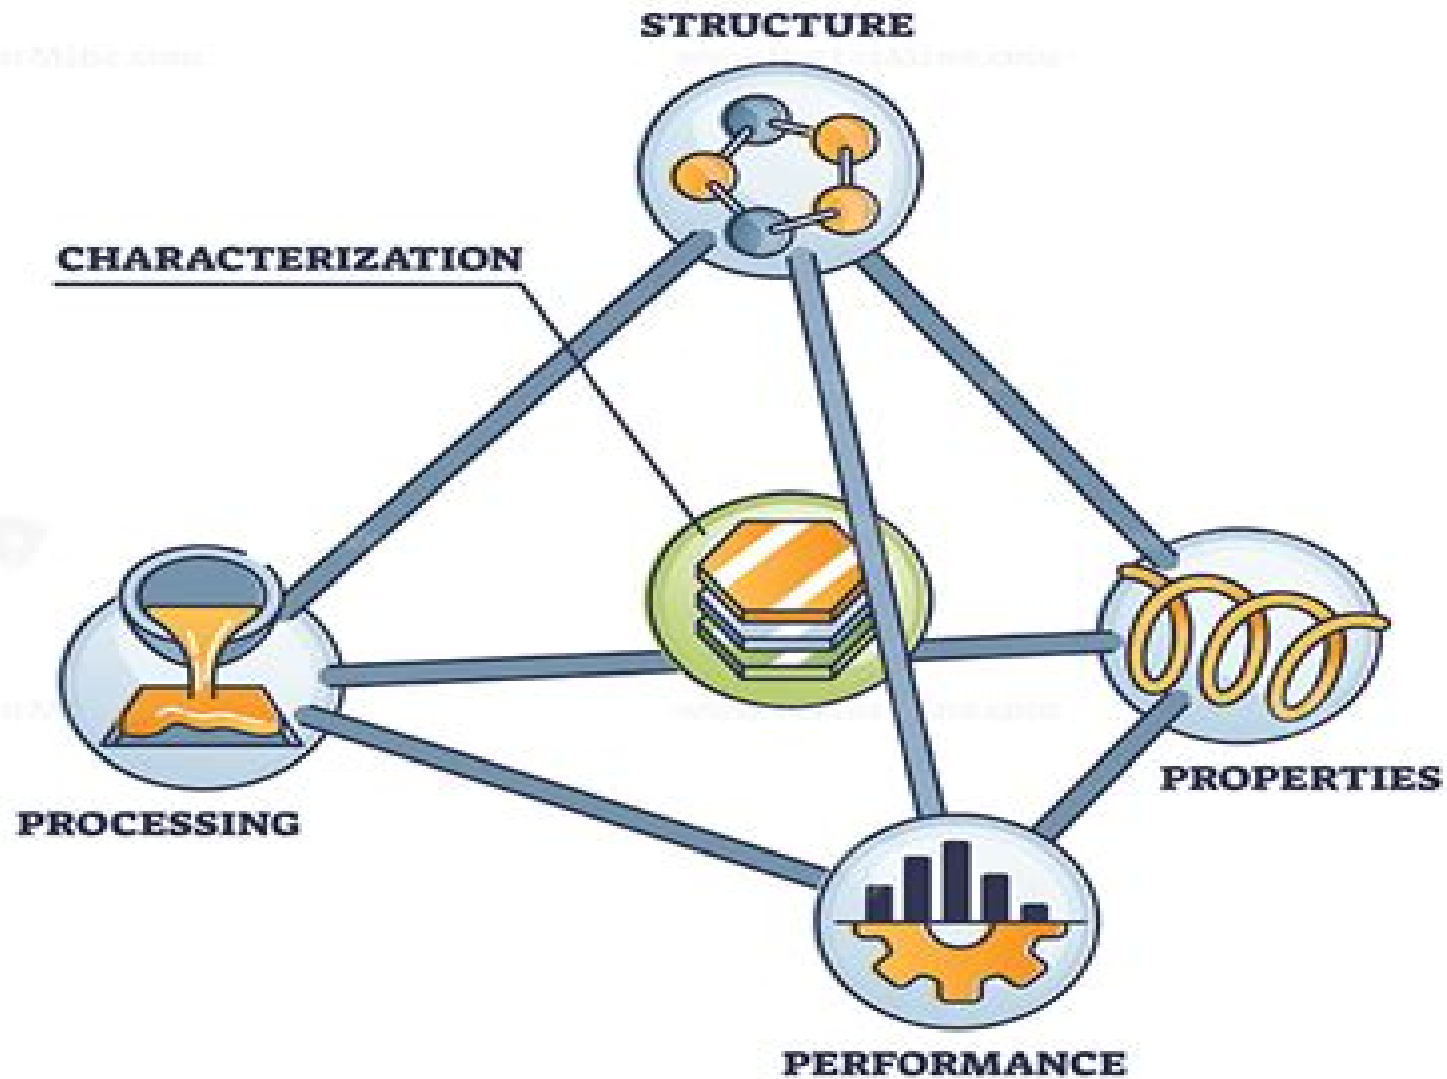 STRUCTURE
CHARACTERIZATION
PROCESSING
PROPERTIES
PERFORMANCE